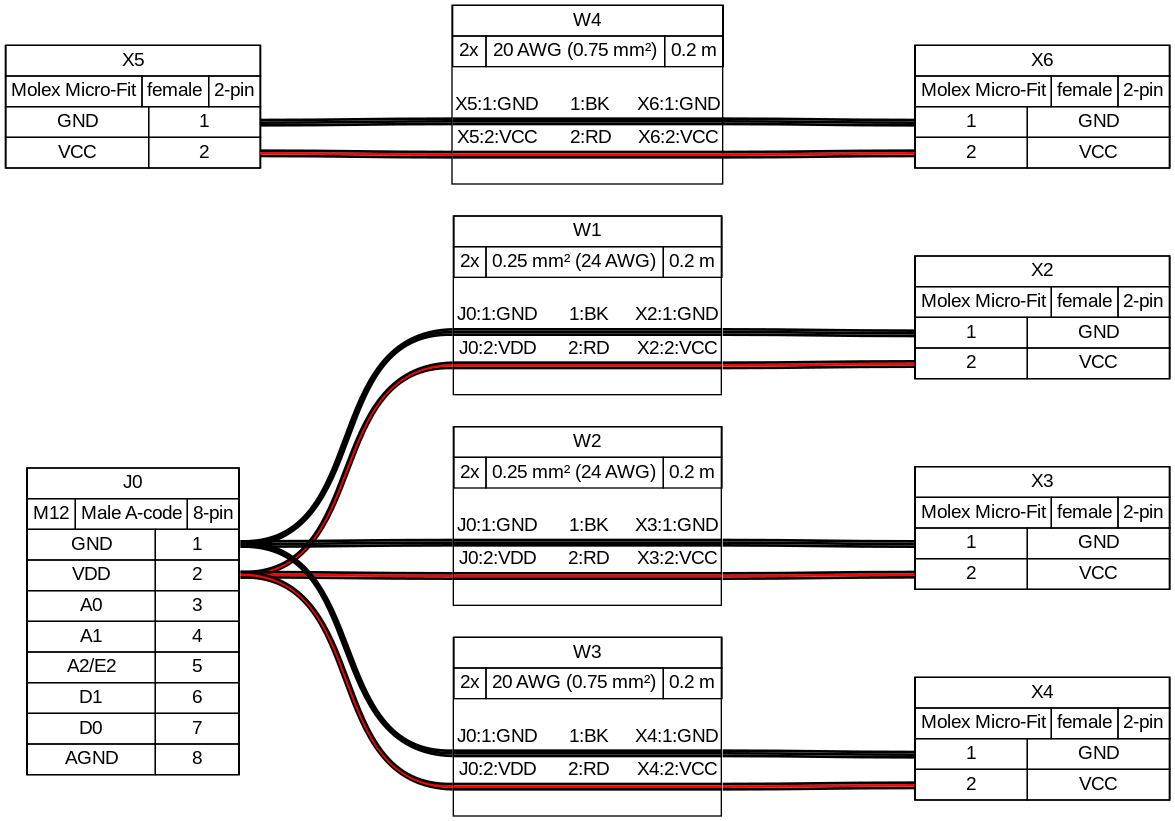 W4
2x 20 AWG (0.75 mm²) 0.2 m
X5:1:GND 1:BK X6:1:GND
X5:2:VCC 2:RD X6:2:VCC
X5
Molex Micro-Fit female 2-pin
GND 1
VCC 2
X6
Molex Micro-Fit female 2-pin
1 GND
2 VCC
W1
2x 0.25 mm² (24 AWG) 0.2 m
J0:1:GND 1:BK X2:1:GND
J0:2:VDD 2:RD X2:2:VCC
X2
Molex Micro-Fit female 2-pin
1 GND
2 VCC
J0
M12 Male A-code 8-pin
GND 1
VDD 2
A0 3
A1 4
A2/E2 5
D1 6
D0 7
AGND 8
W2
2x 0.25 mm² (24 AWG) 0.2 m
J0:1:GND 1:BK X3:1:GND
J0:2:VDD 2:RD X3:2:VCC
X3
Molex Micro-Fit female 2-pin
1 GND
2 VCC
W3
2x 20 AWG (0.75 mm²) 0.2 m
J0:1:GND 1:BK X4:1:GND
J0:2:VDD 2:RD X4:2:VCC
X4
Molex Micro-Fit female 2-pin
1 GND
2 VCC